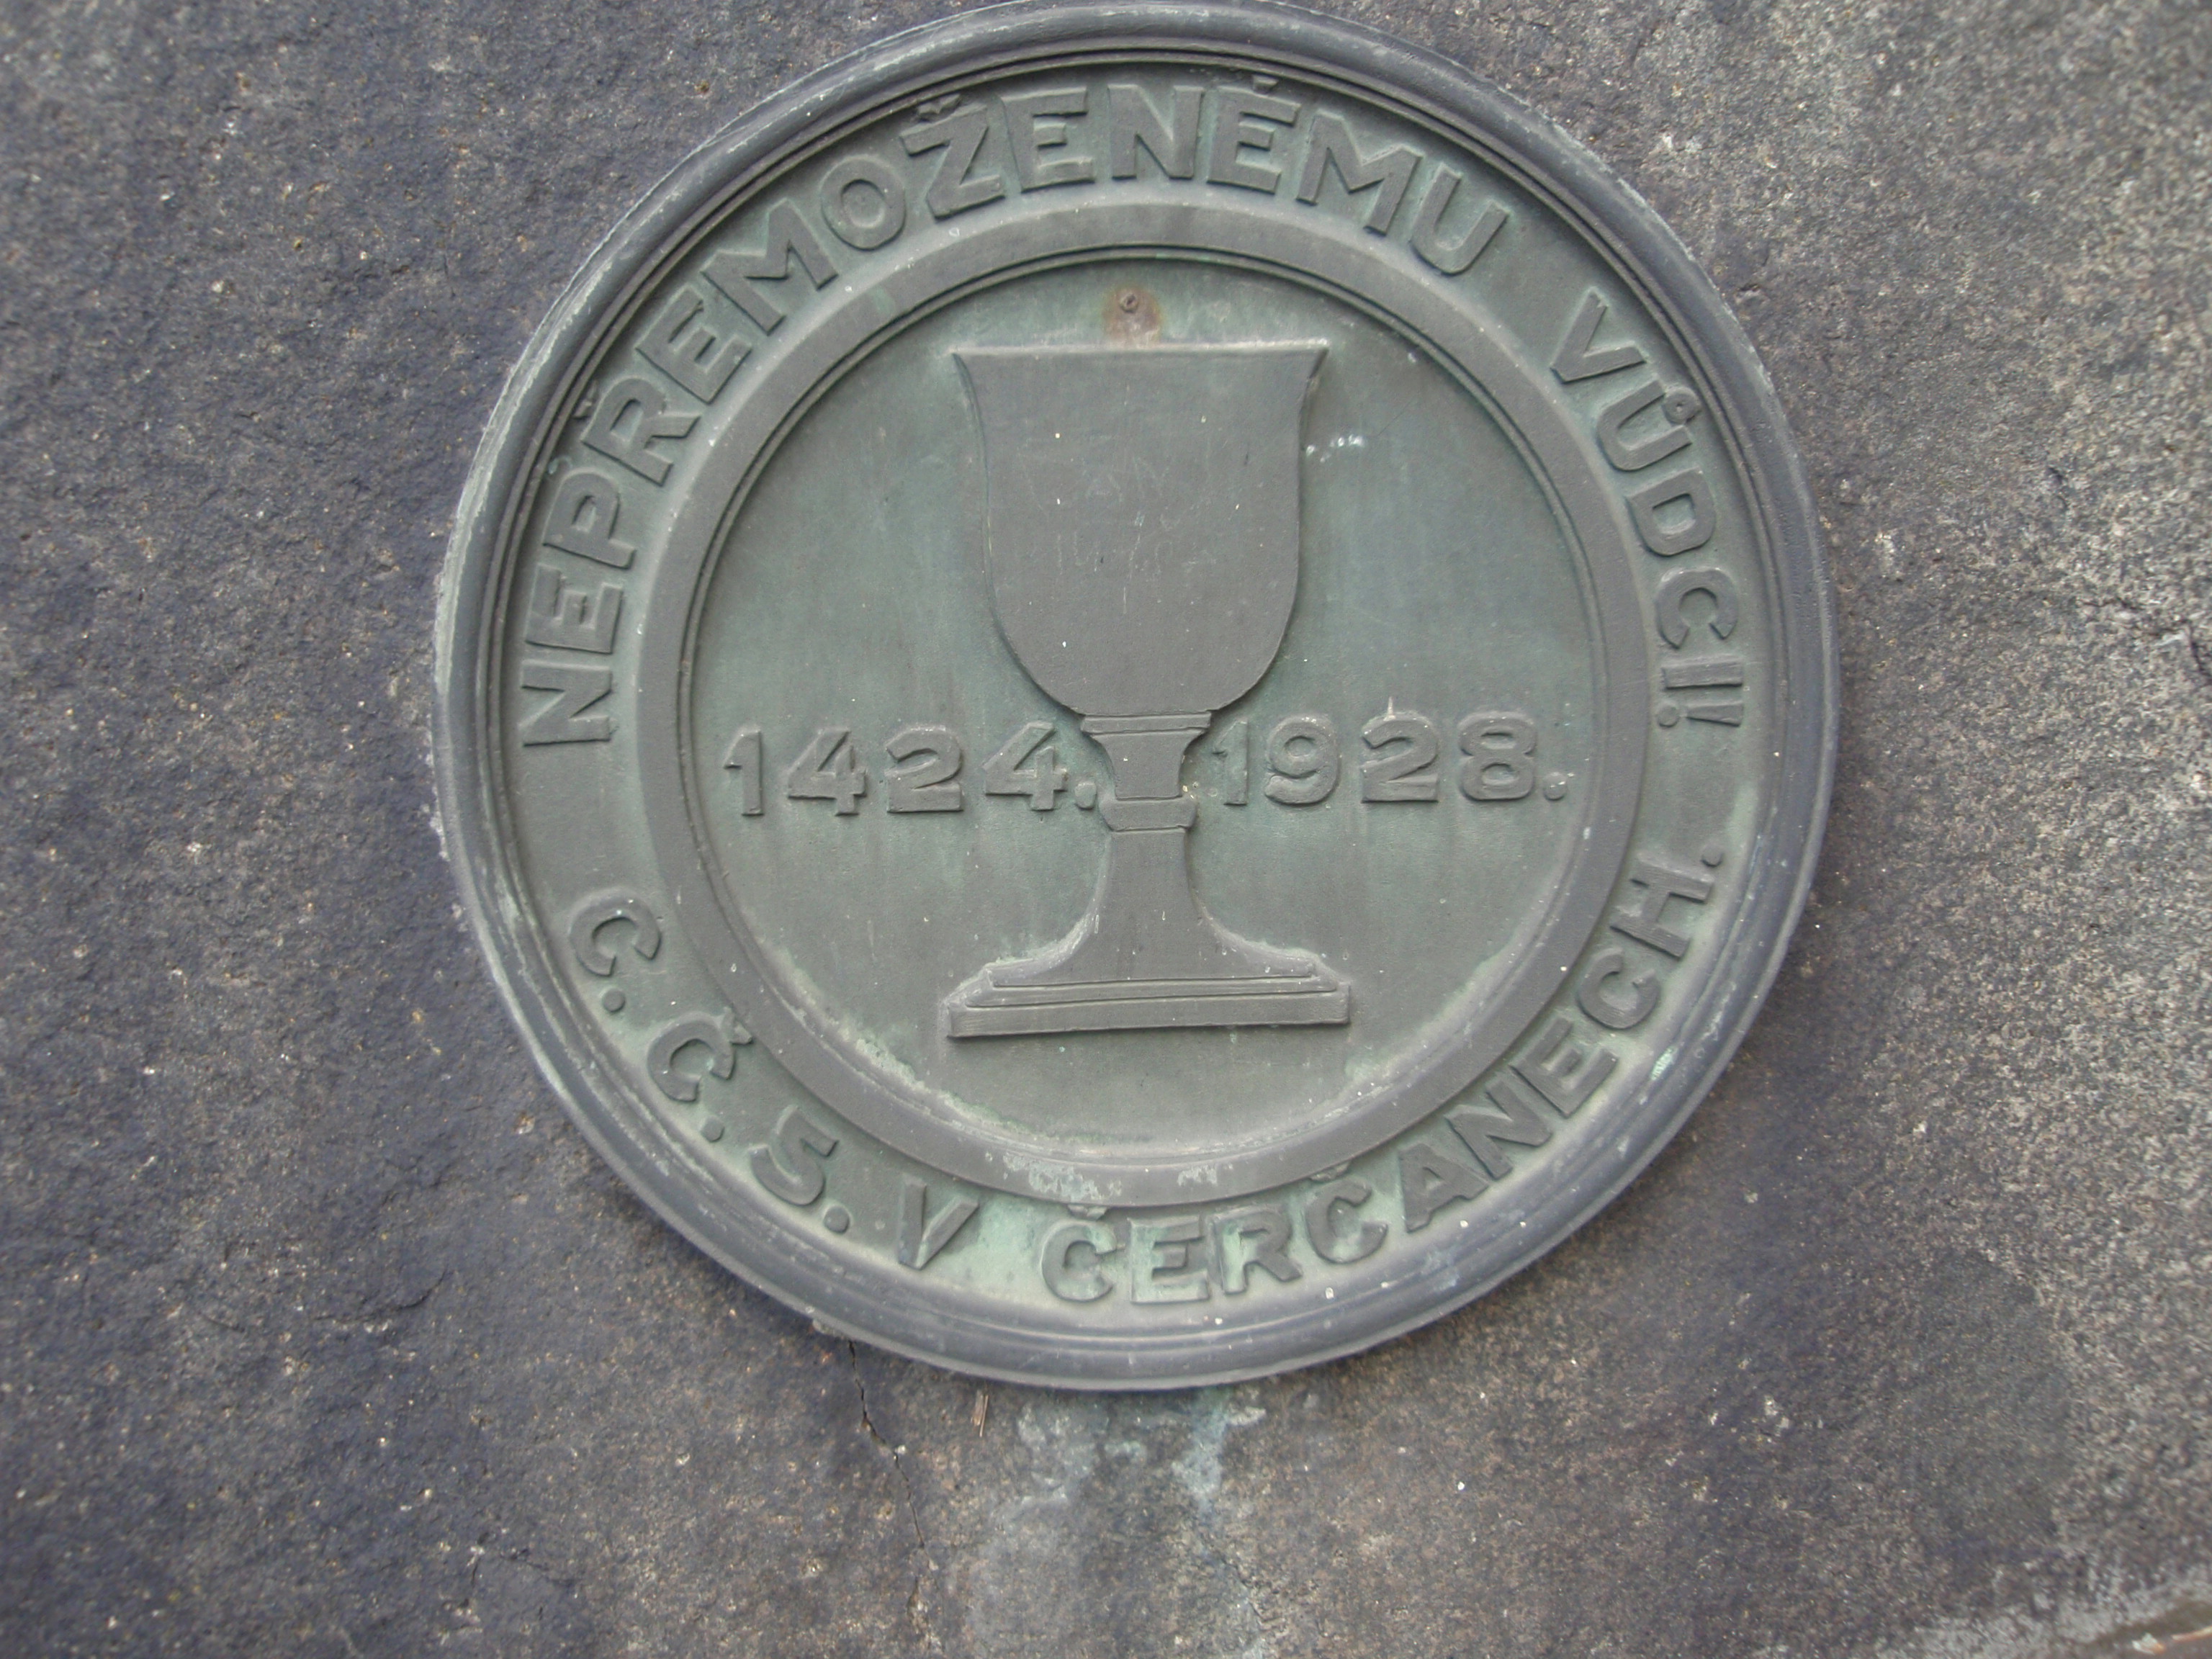 NEPŘEMOŽENÉMU VŮDCI!
1424. 1928.
C. Č. S. V ČERČANECH.